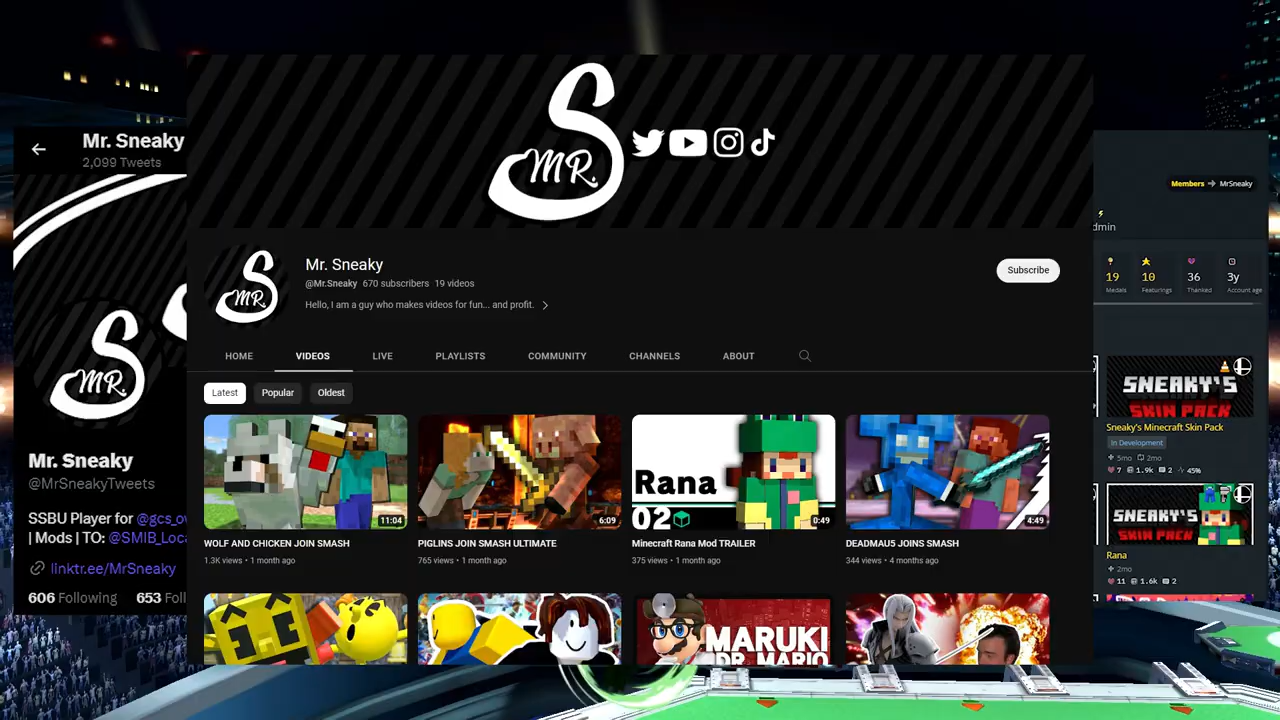 Mr. Sneaky
2,099 Tweets
MR.
Mr. Sneaky
@MrSneakyTweets
SSBU Player for @gcs_ov
| Mods | TO: @SMIB_Loca
linktr.ee/MrSneaky
606 Following 653 Foll
MR.
MR.
Mr. Sneaky
@Mr.Sneaky 670 subscribers 19 videos
Hello, I am a guy who makes videos for fun... and profit.
Subscribe
HOME VIDEOS LIVE PLAYLISTS COMMUNITY CHANNELS ABOUT
Latest Popular Oldest
11:04
WOLF AND CHICKEN JOIN SMASH
1.3K views • 1 month ago
6:09
PIGLINS JOIN SMASH ULTIMATE
765 views • 1 month ago
Rana
02
0:49
Minecraft Rana Mod TRAILER
375 views • 1 month ago
4:49
DEADMAU5 JOINS SMASH
344 views • 4 months ago
MARUKI
DR. MARIO
Members → MrSneaky
dmin
19 10 36 3y
Medals Featurings Thanked Account age
SNEAKY'S
SKIN PACK
Sneaky's Minecraft Skin Pack
In Development
5mo 2mo
7 1.9k 2 45%
SNEAKY'S
Rana
2mo
11 1.6k 2